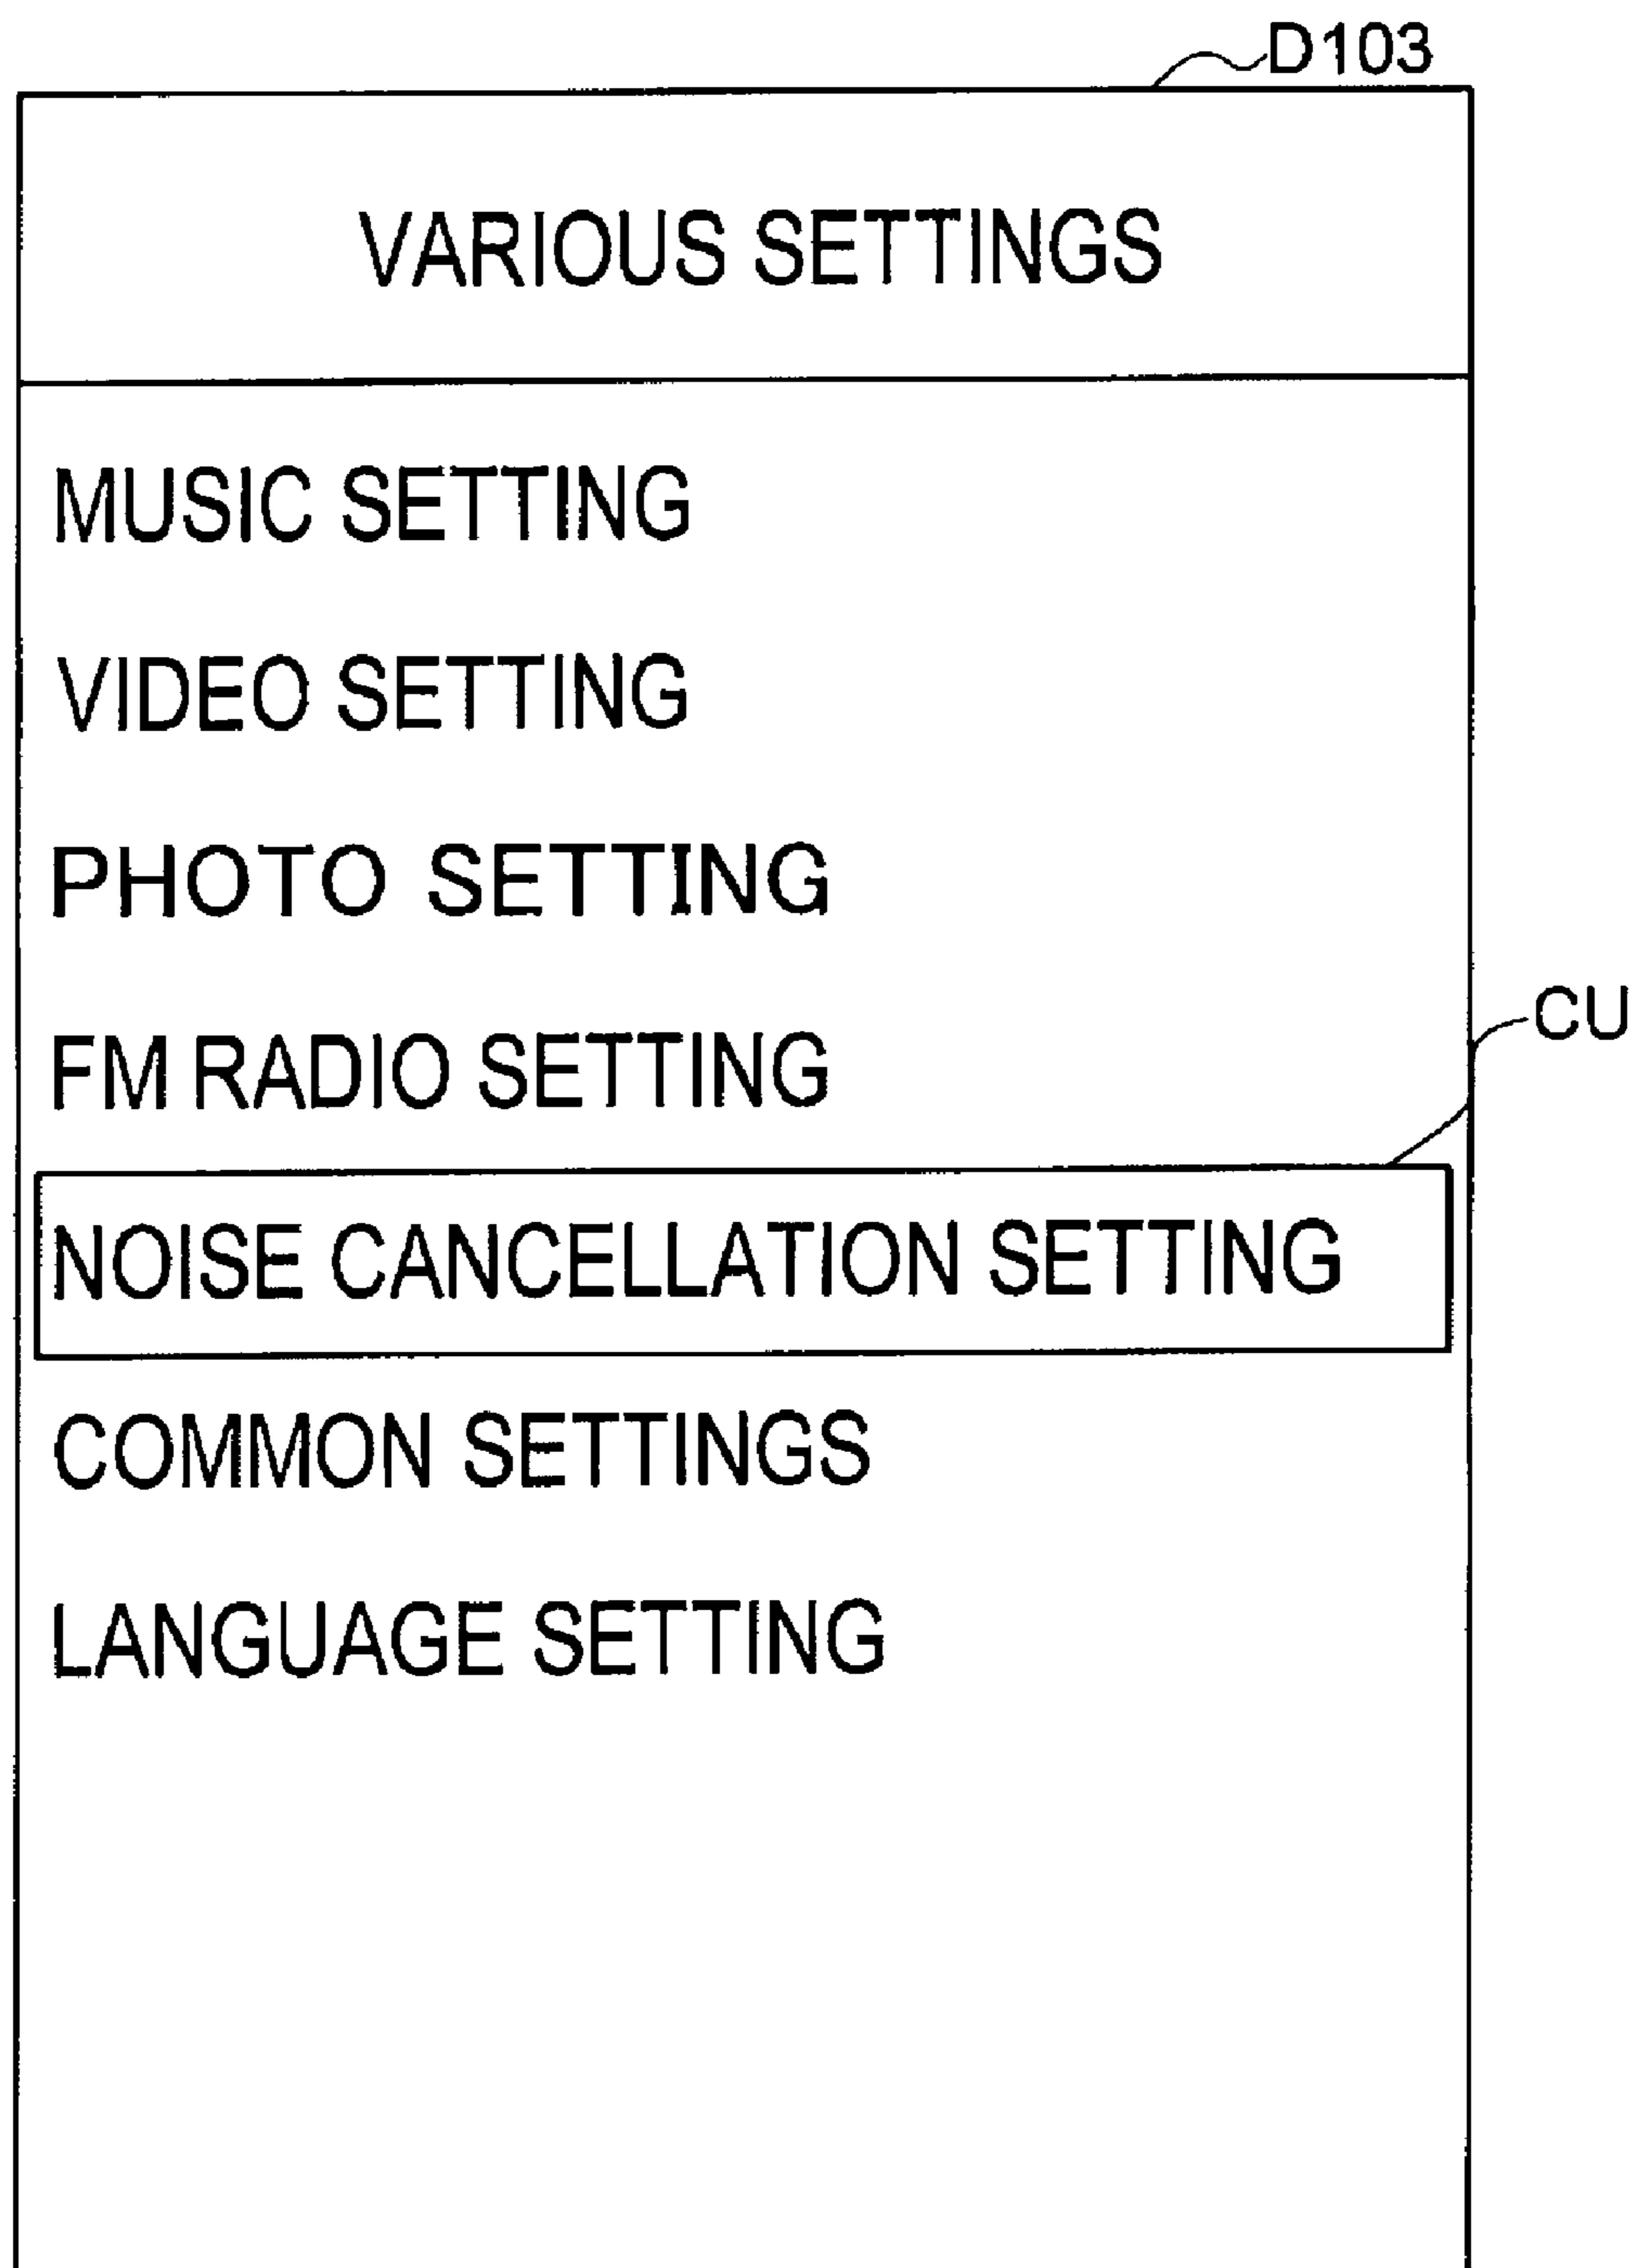 D103
VARIOUS SETTINGS
MUSIC SETTING
VIDEO SETTING
PHOTO SETTING
FM RADIO SETTING
CU
NOISE CANCELLATION SETTING
COMMON SETTINGS
LANGUAGE SETTING